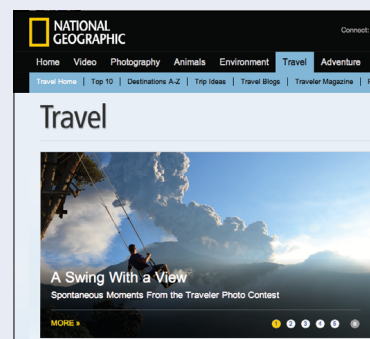 NATIONAL
GEOGRAPHIC
Connect:
Home Video Photography Animals Environment Travel Adventure
Travel Home | Top 10 | Destinations A-Z | Trip Ideas | Travel Blogs | Traveler Magazine |
Travel
A Swing With a View
Spontaneous Moments From the Traveler Photo Contest
MORE »
1 2 3 4 5